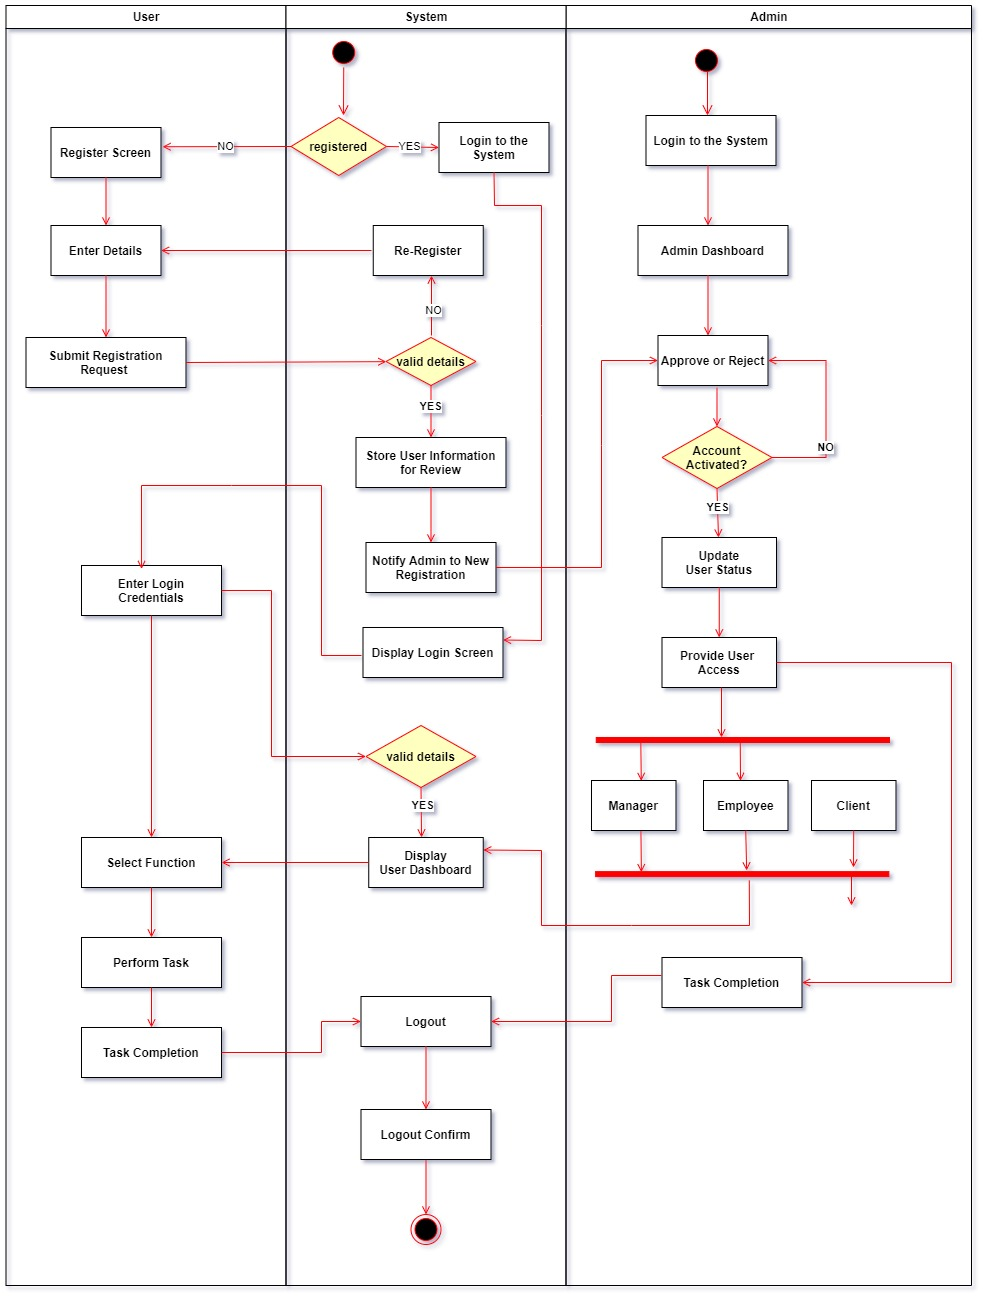 User
System
Admin
registered
NO
YES
Register Screen
Login to the
System
Login to the System
Enter Details
Re-Register
Admin Dashboard
NO
Submit Registration
Request
valid details
Approve or Reject
YES
NO
Account
Activated?
Store User Information
for Review
YES
Notify Admin to New
Registration
Update
User Status
Enter Login
Credentials
Display Login Screen
Provide User
Access
valid details
YES
Manager
Employee
Client
Select Function
Display
User Dashboard
Perform Task
Task Completion
Logout
Task Completion
Logout Confirm